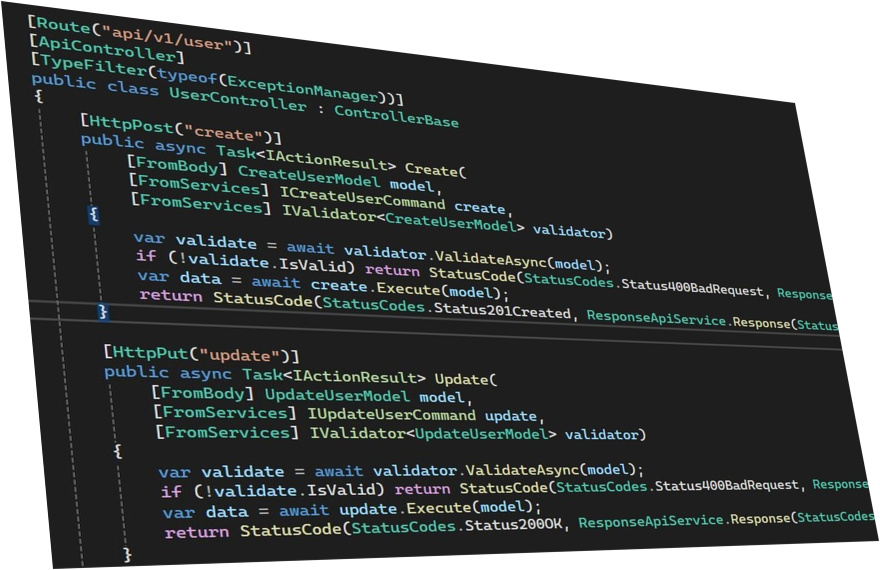 [Route("api/v1/user")]
[ApiController]
[TypeFilter(typeof(ExceptionManager))]
public class UserController : ControllerBase
{
[HttpPost("create")]
public async Task<IActionResult> Create(
[FromBody] CreateUserModel model,
[FromServices] ICreateUserCommand create,
[FromServices] IValidator<CreateUserModel> validator)
{
var validate = await validator.ValidateAsync(model);
if (!validate.IsValid) return StatusCode(StatusCodes.Status400BadRequest, Response
var data = await create.Execute(model);
return StatusCode(StatusCodes.Status201Created, ResponseApiService.Response(Status
}
[HttpPut("update")]
public async Task<IActionResult> Update(
[FromBody] UpdateUserModel model,
[FromServices] IUpdateUserCommand update,
[FromServices] IValidator<UpdateUserModel> validator)
{
var validate = await validator.ValidateAsync(model);
if (!validate.IsValid) return StatusCode(StatusCodes.Status400BadRequest, Response
var data = await update.Execute(model);
return StatusCode(StatusCodes.Status200OK, ResponseApiService.Response(StatusCodes
}